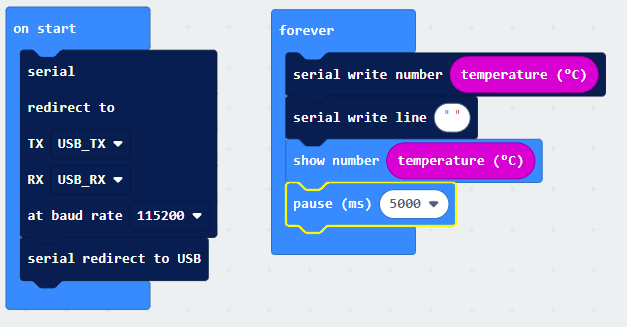 on start
serial
redirect to
TX USB_TX
RX USB_RX
at baud rate 115200
serial redirect to USB
forever
serial write number temperature (°C)
serial write line " "
show number temperature (°C)
pause (ms) 5000